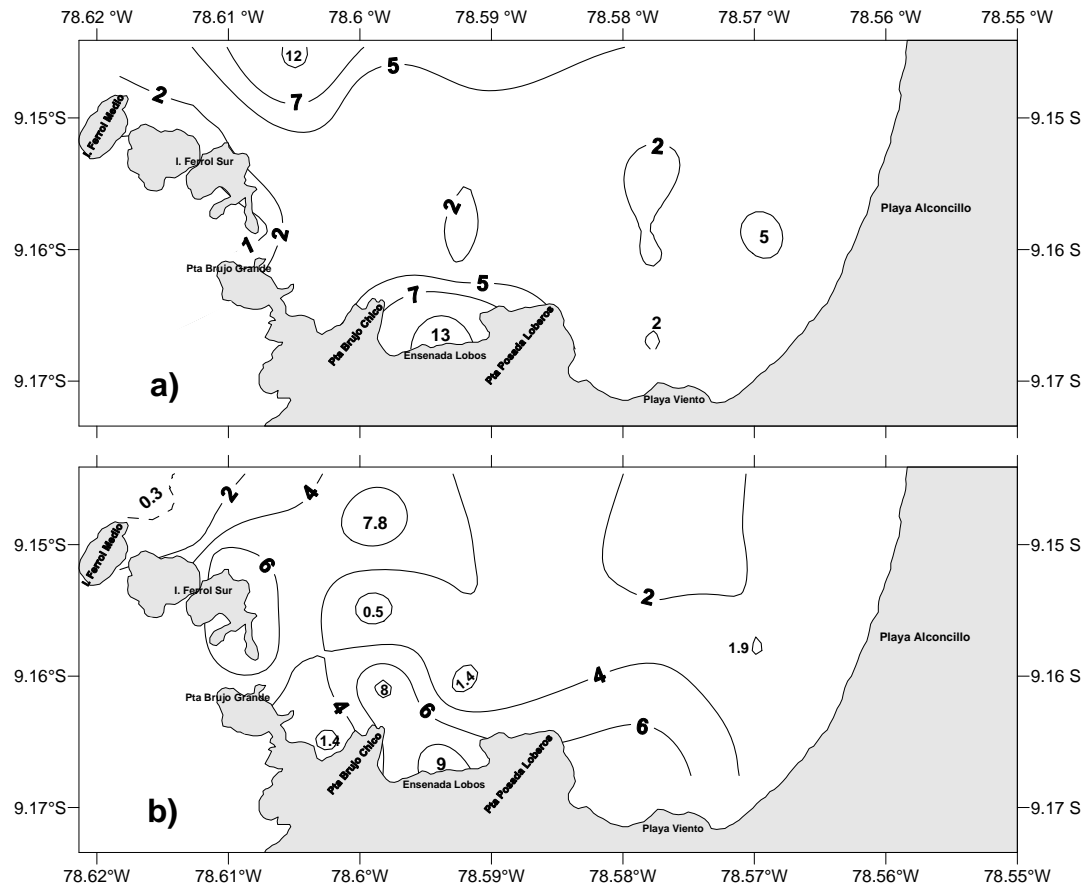 78.62 °W 78.61 °W 78.6 °W 78.59 °W 78.58 °W 78.57 °W 78.56 °W 78.55 °W
12
5
7
2
I. Ferrol Medio
9.15°S
9.15 S
I. Ferrol Sur
2
2
Playa Alconcillo
2
1
5
9.16°S
9.16 S
Pta Brujo Grande
5
7
2
13
Pta Brujo Chico
Ensenada Lobos
Pta Posada Loberos
9.17°S
9.17 S
a)
Playa Viento
0.3
2
4
7.8
I. Ferrol Medio
9.15°S
9.15 S
6
I. Ferrol Sur
2
0.5
Playa Alconcillo
1.9
9.16°S
9.16 S
1.4
4
8
Pta Brujo Grande
4
6
6
1.4
9
Pta Brujo Chico
Ensenada Lobos
Pta Posada Loberos
9.17°S
9.17 S
b)
Playa Viento
78.62 °W 78.61°W 78.6°W 78.59°W 78.58°W 78.57°W 78.56°W 78.55°W